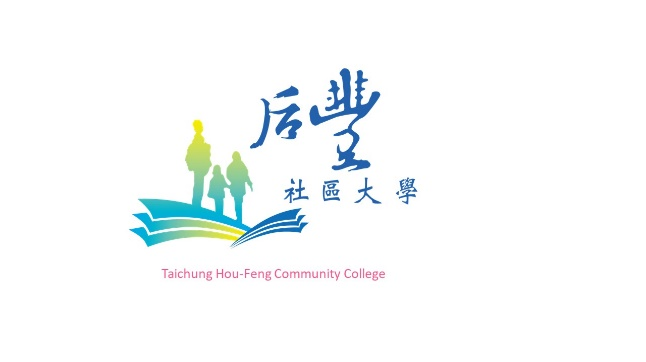 后豐
社區大學
Taichung Hou-Feng Community College